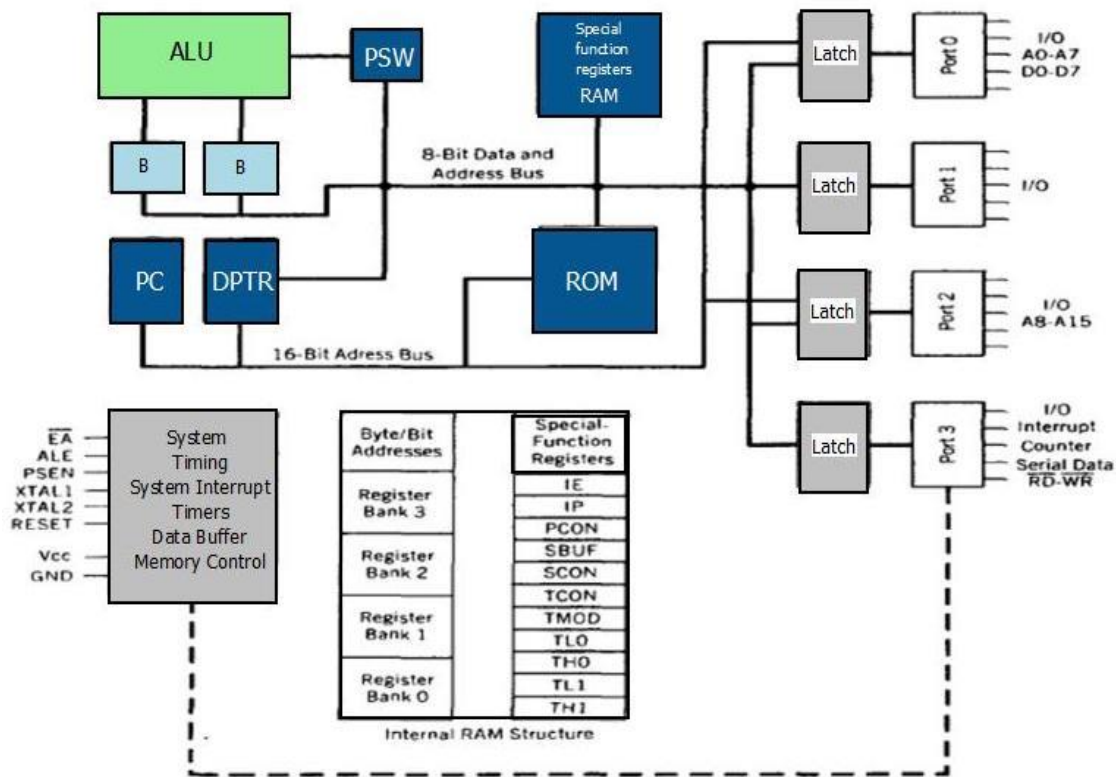 ALU
PSW
Special
function
registers
RAM
B
B
8-Bit Data and
Address Bus
PC
DPTR
ROM
16-Bit Adress Bus
Latch
Port 0
I/O
A0-A7
D0-D7
Latch
Port 1
I/O
Latch
Port 2
I/O
A8-A15
Latch
Port 3
I/O
Interrupt
Counter
Serial Data
RD-WR
EA
ALE
PSEN
XTAL1
XTAL2
RESET
Vcc
GND
System
Timing
System Interrupt
Timers
Data Buffer
Memory Control
Byte/Bit
Addresses
Register
Bank 3
Register
Bank 2
Register
Bank 1
Register
Bank 0
Special-
Function
Registers
IE
IP
PCON
SBUF
SCON
TCON
TMOD
TL0
TH0
TL1
TH1
Internal RAM Structure